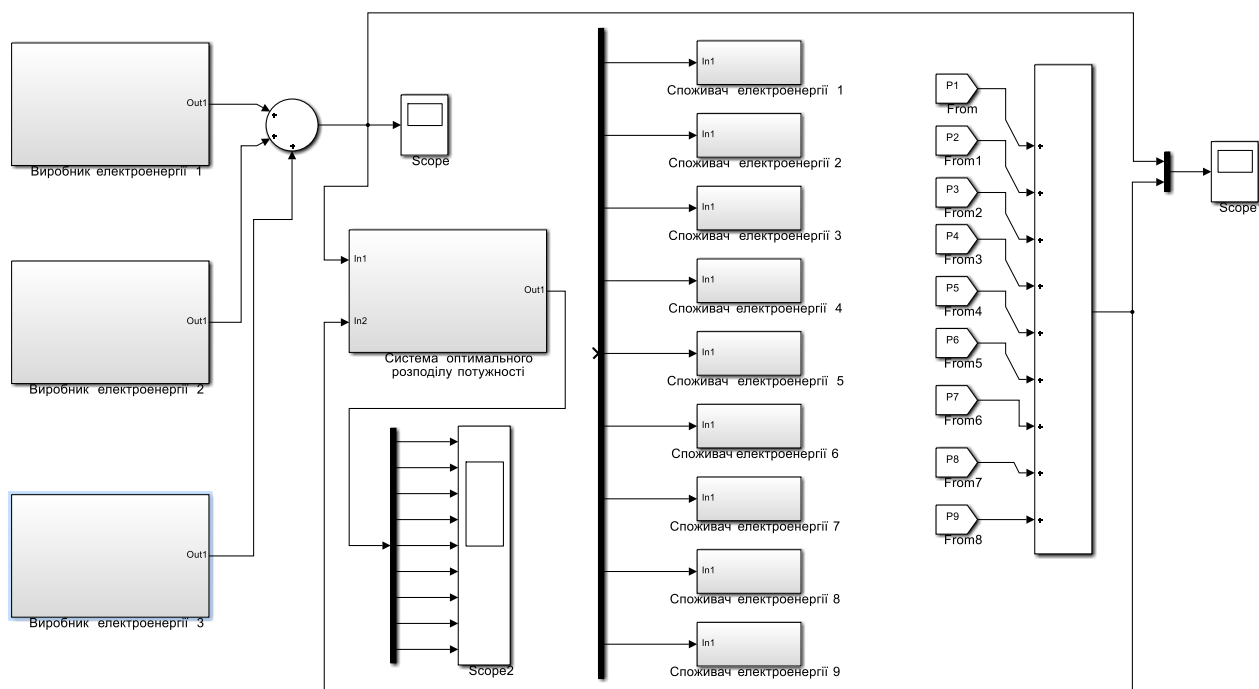 Out1
Виробник електроенергії 1
Out1
Виробник електроенергії 2
Out1
Виробник електроенергії 3
Scope
In1
In2
Out1
Система оптимального
розподілу потужності
Scope2
In1
Споживач електроенергії 1
In1
Споживач електроенергії 2
In1
Споживач електроенергії 3
In1
Споживач електроенергії 4
In1
Споживач електроенергії 5
In1
Споживач електроенергії 6
In1
Споживач електроенергії 7
In1
Споживач електроенергії 8
In1
Споживач електроенергії 9
P1
From
P2
From1
P3
From2
P4
From3
P5
From4
P6
From5
P7
From6
P8
From7
P9
From8
Scope